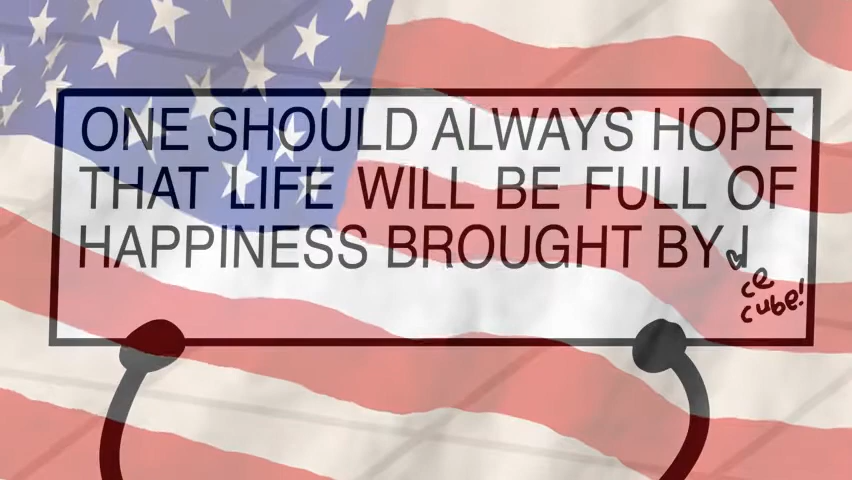 ONE SHOULD ALWAYS HOPE
THAT LIFE WILL BE FULL OF
HAPPINESS BROUGHT BY I
ce
cube!